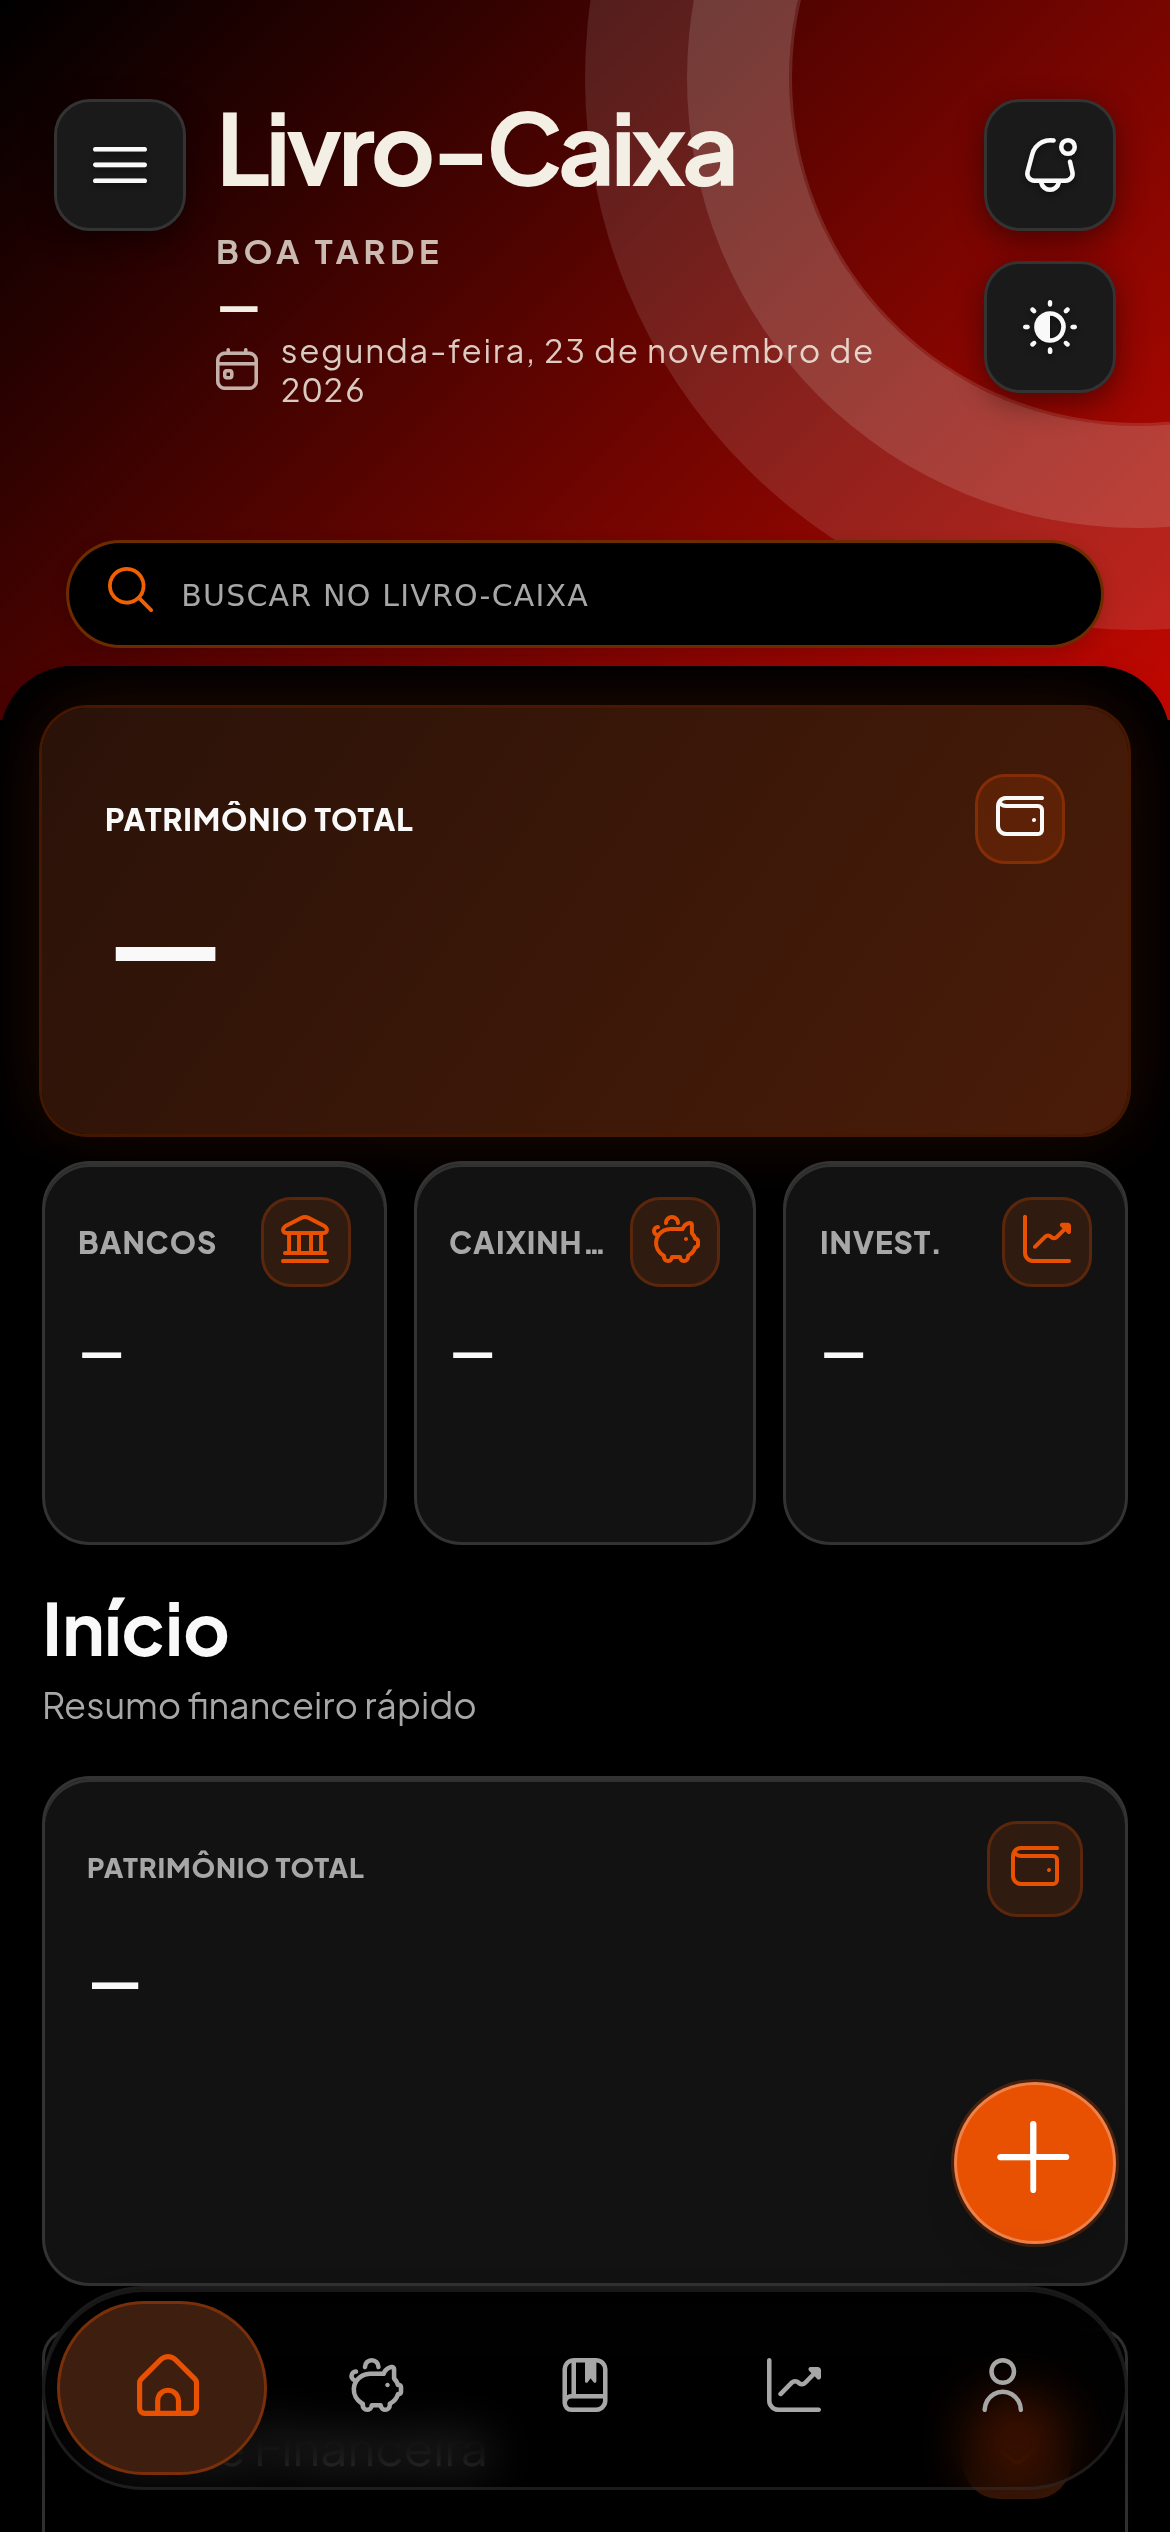 Livro-Caixa
BOA TARDE
—
segunda-feira, 23 de novembro de
2026
BUSCAR NO LIVRO-CAIXA
PATRIMÔNIO TOTAL
—
BANCOS
CAIXINH…
INVEST.
—
—
—
Início
Resumo financeiro rápido
PATRIMÔNIO TOTAL
—
e Financeira